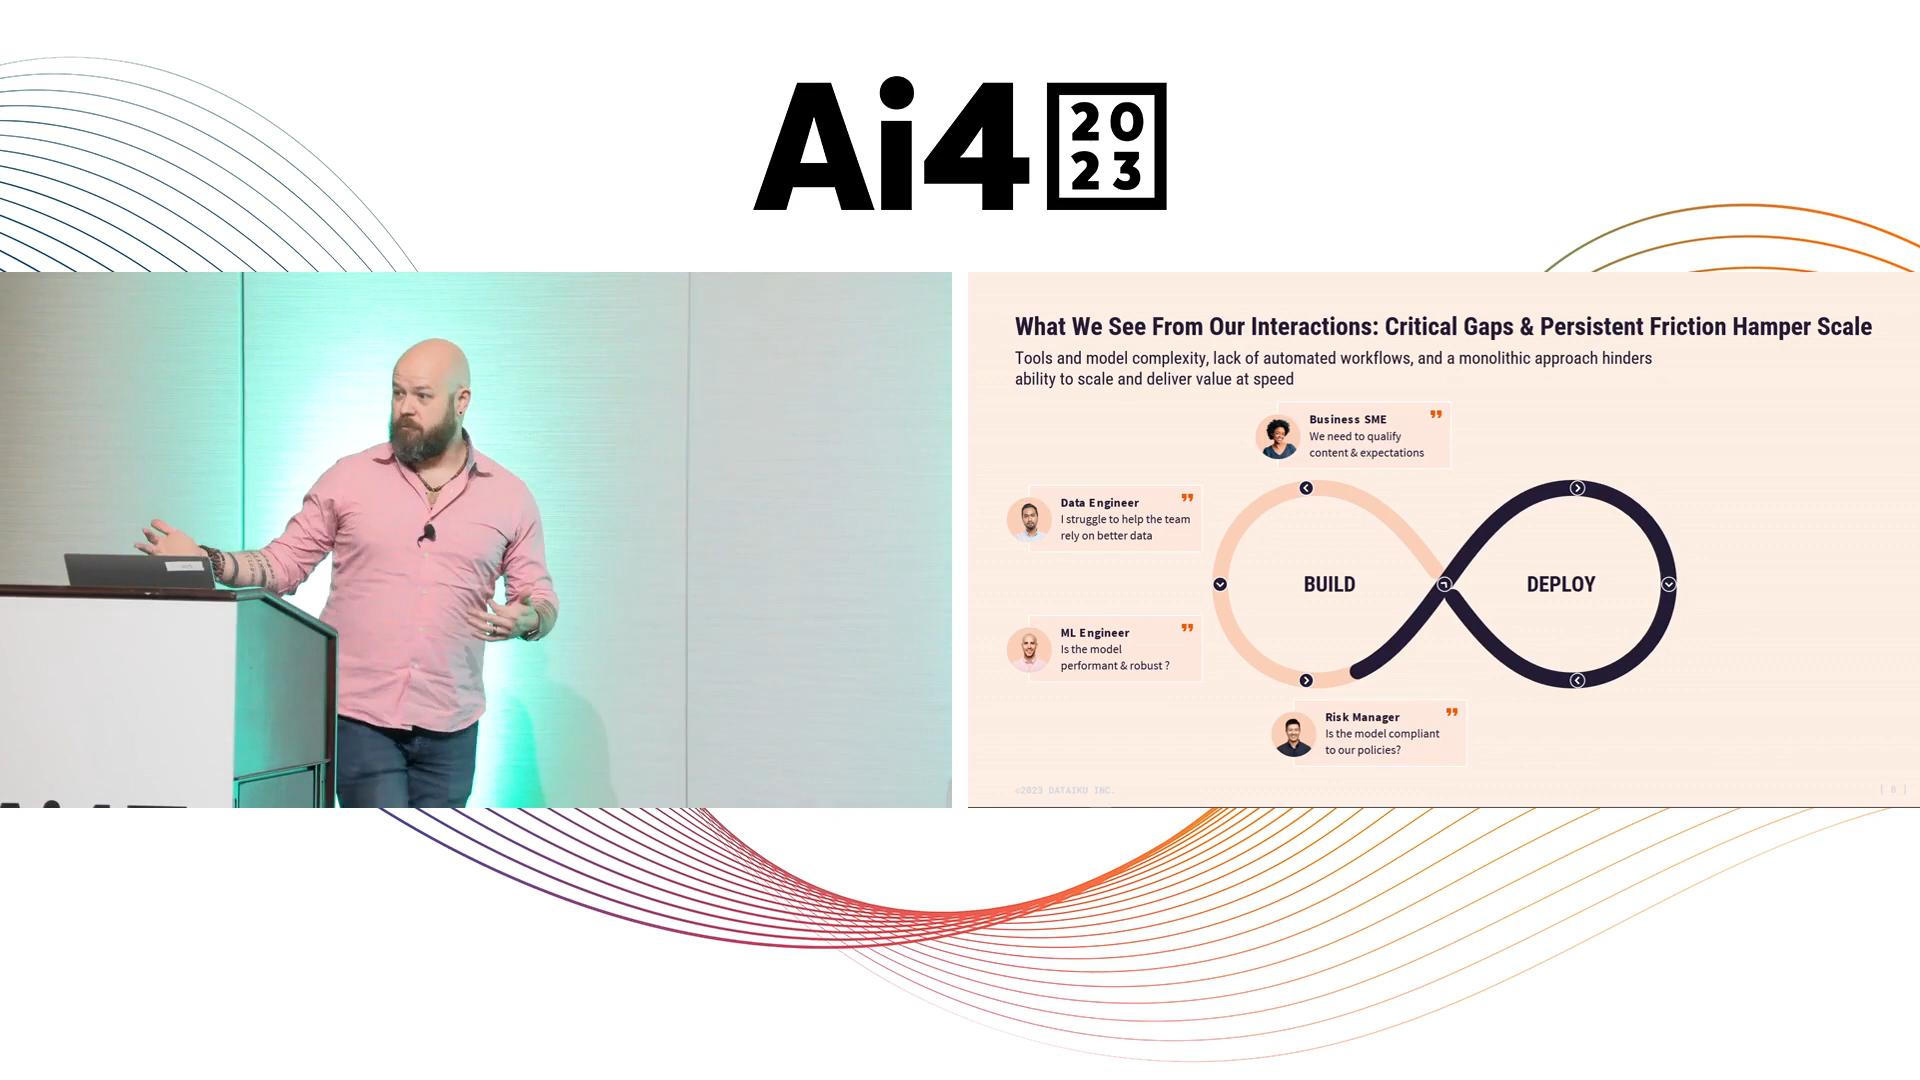 Ai4 20
23
What We See From Our Interactions: Critical Gaps & Persistent Friction Hamper Scale
Tools and model complexity, lack of automated workflows, and a monolithic approach hinders
ability to scale and deliver value at speed
Business SME
We need to qualify
content & expectations
Data Engineer
I struggle to help the team
rely on better data
BUILD
DEPLOY
ML Engineer
Is the model
performant & robust ?
Risk Manager
Is the model compliant
to our policies?
©2023 DATAIKU INC.